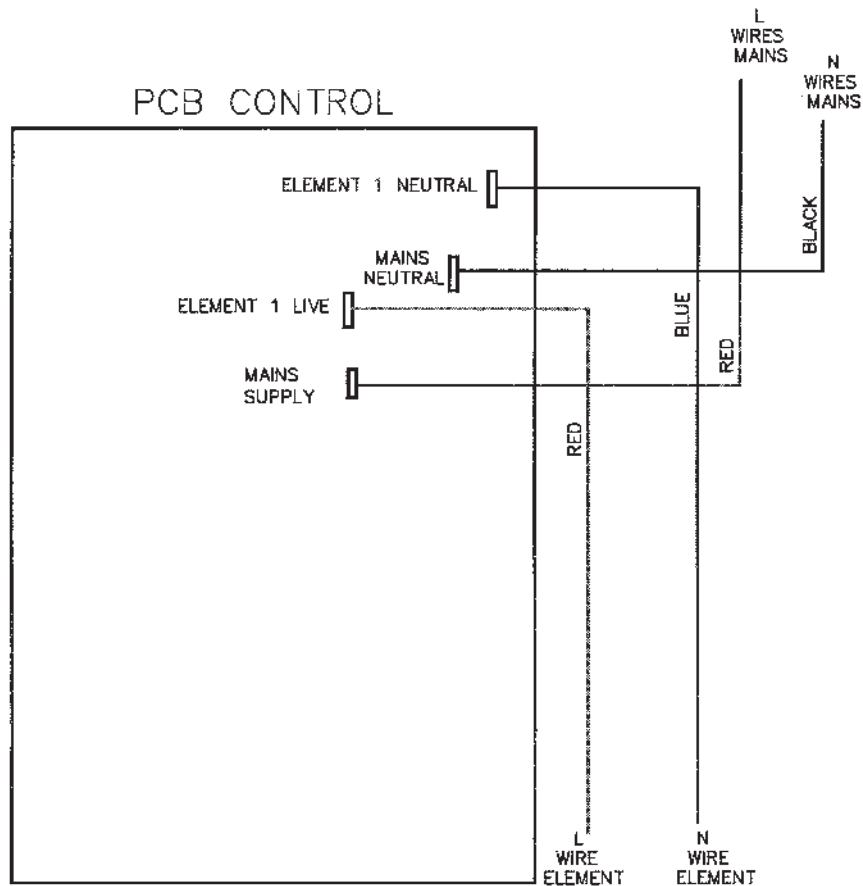 L
WIRES
MAINS
N
WIRES
MAINS
PCB CONTROL
ELEMENT 1 NEUTRAL
BLACK
MAINS
NEUTRAL
ELEMENT 1 LIVE
BLUE
RED
MAINS
SUPPLY
RED
L
WIRE
ELEMENT
N
WIRE
ELEMENT